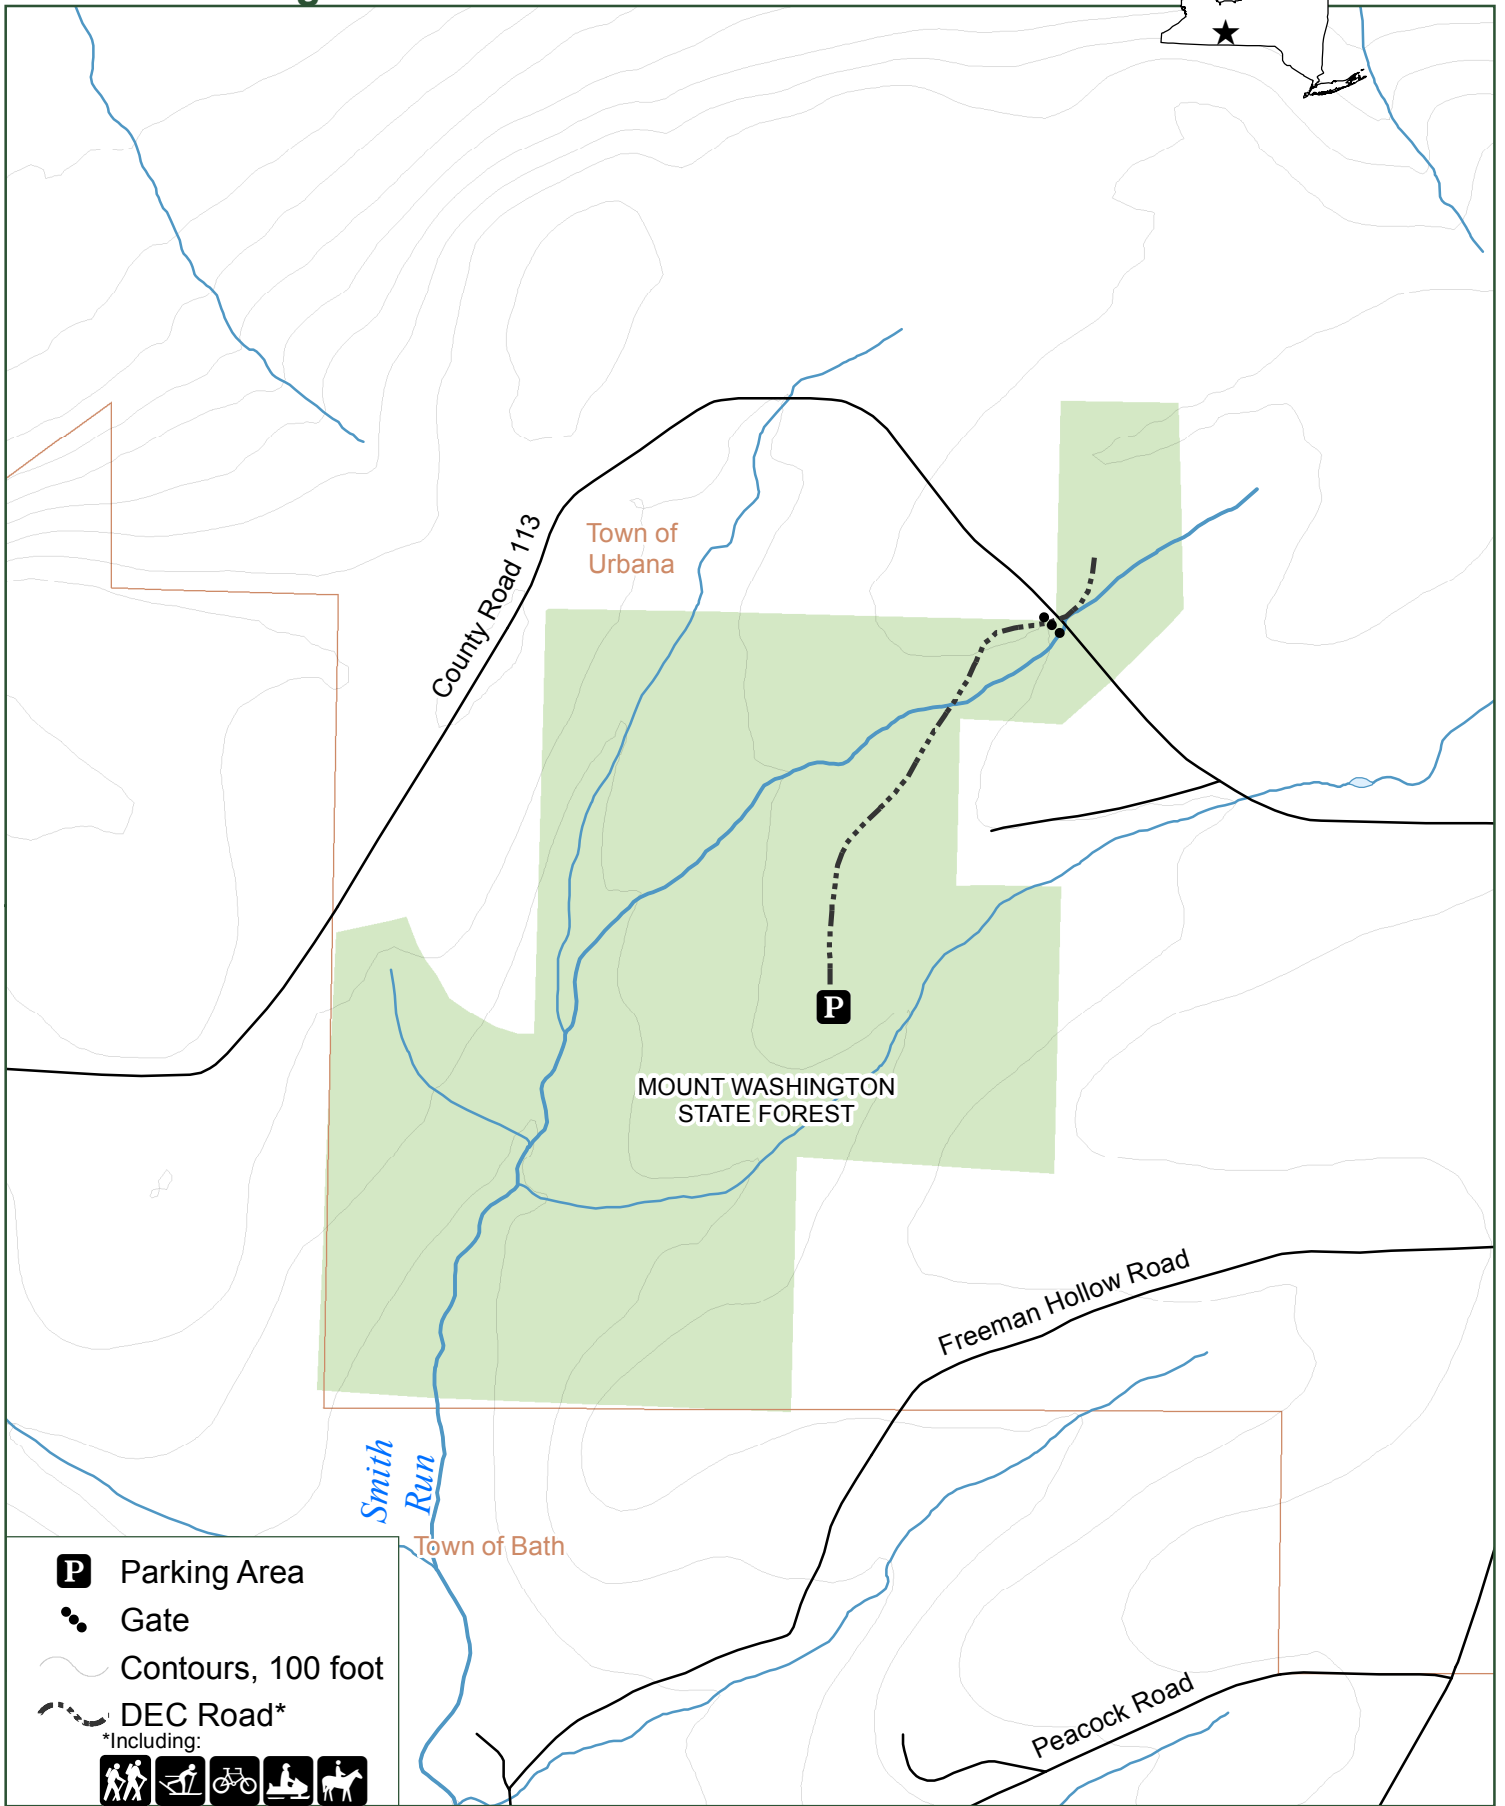 County Road 113
Town of
Urbana
P
MOUNT WASHINGTON
STATE FOREST
Freeman Hollow Road
Smith
Run
Town of Bath
Peacock Road
P Parking Area
Gate
Contours, 100 foot
DEC Road*
*Including: